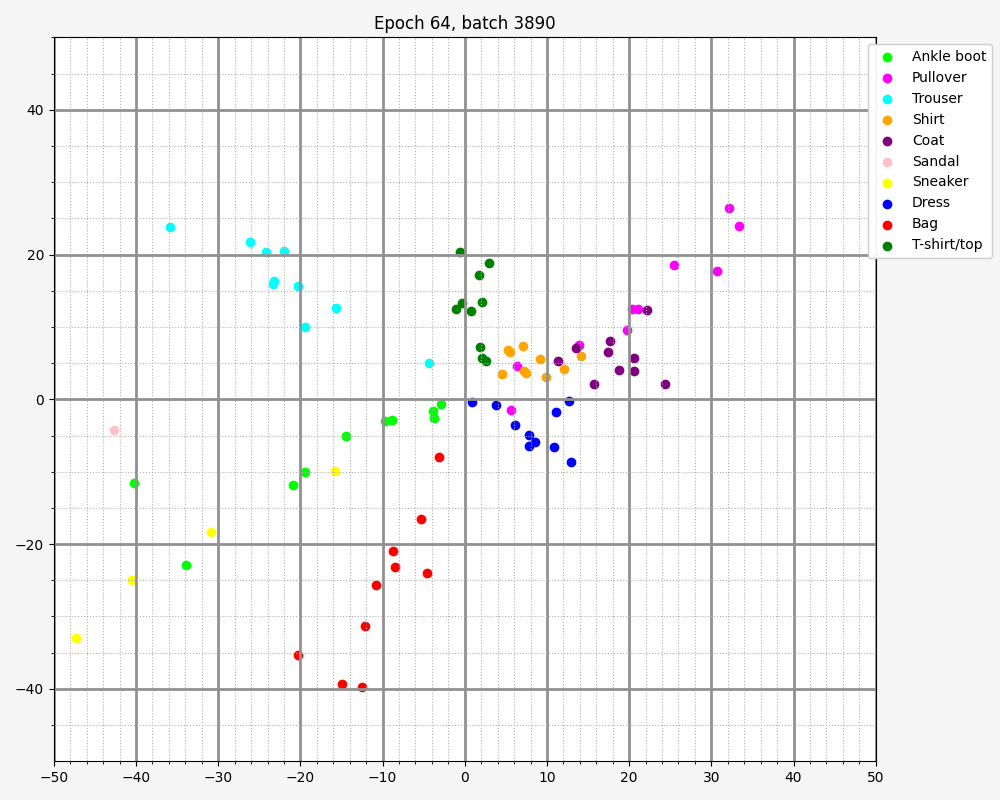 Epoch 64, batch 3890
40
20
0
−20
−40
−50
−40
−30
−20
−10
0
10
20
30
40
50
Ankle boot
Pullover
Trouser
Shirt
Coat
Sandal
Sneaker
Dress
Bag
T-shirt/top